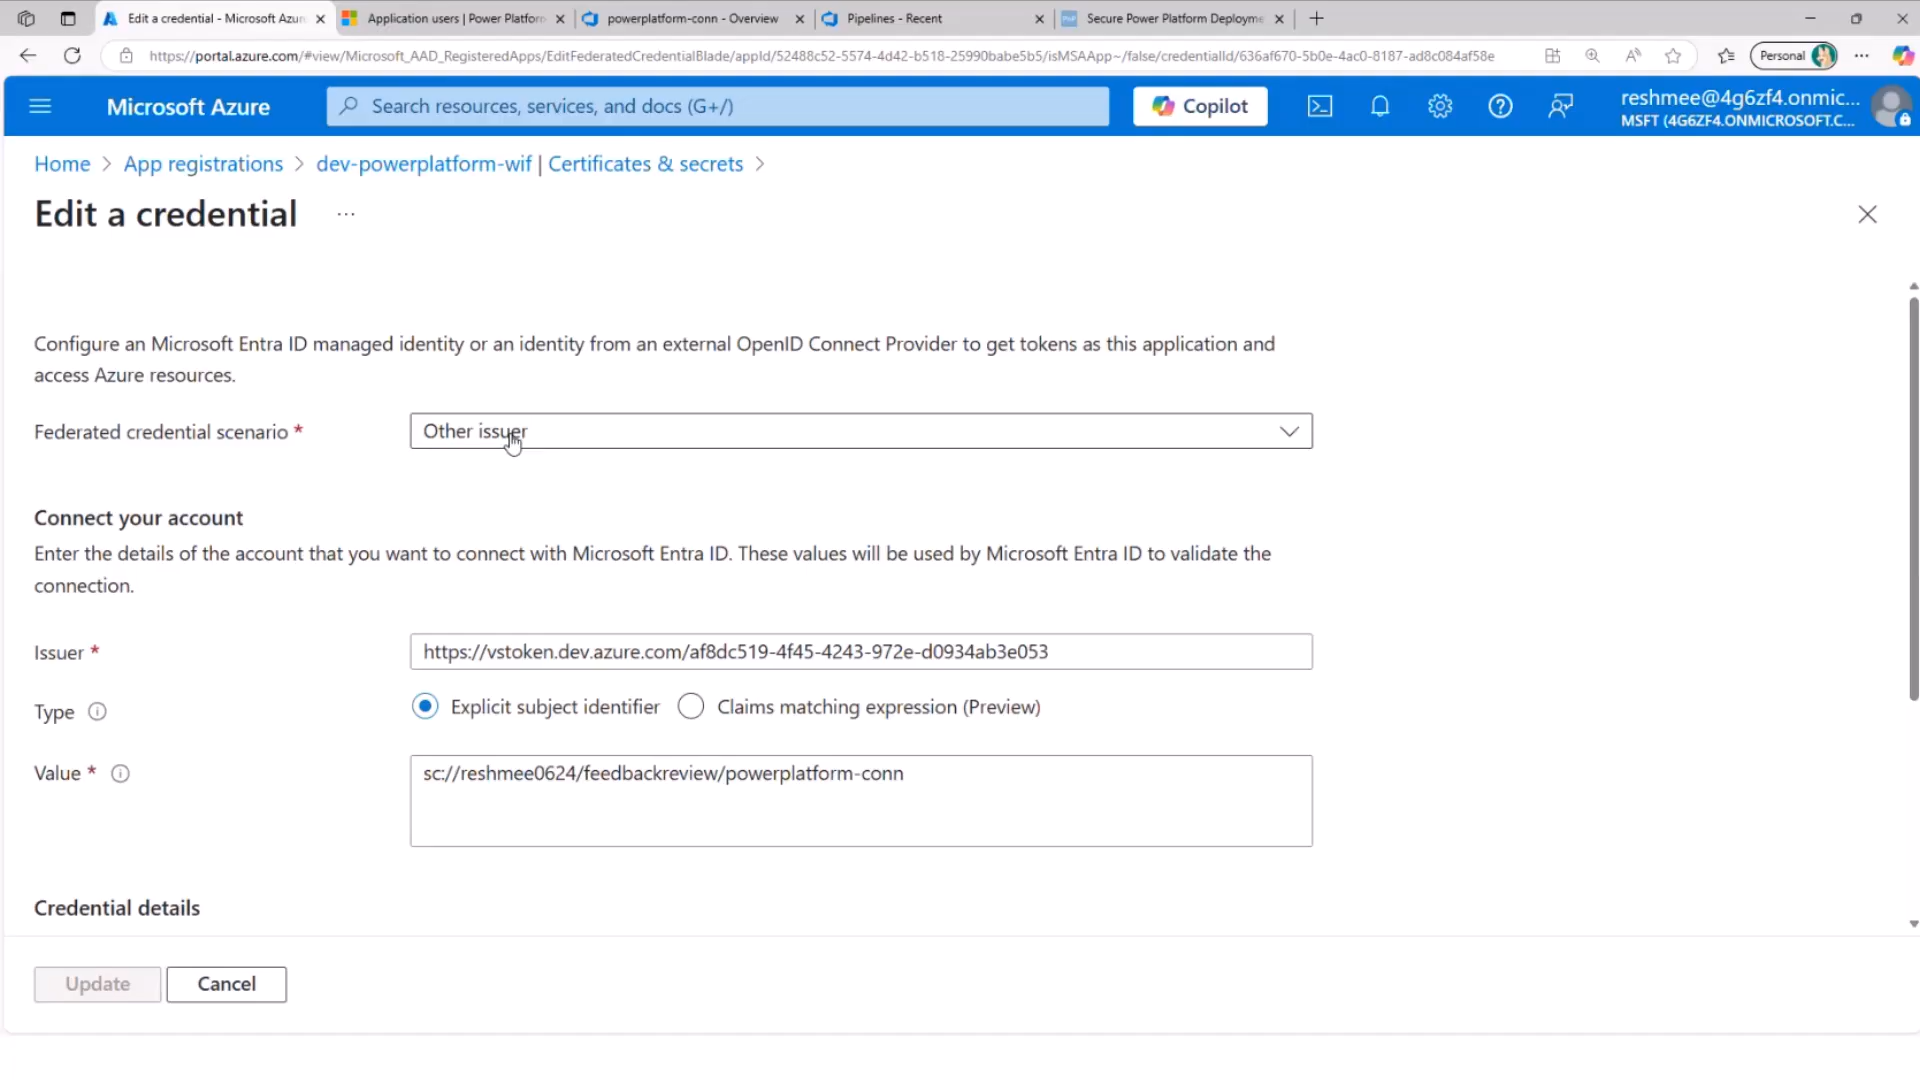 Edit a credential - Microsoft Azur
Application users | Power Platfor
powerplatform-conn - Overview
Pipelines - Recent
Secure Power Platform Deployme
https://portal.azure.com/#view/Microsoft_AAD_RegisteredApps/EditFederatedCredentialBlade/appId/52488c52-5574-4d42-b518-25990babe5b5/isMSAApp~/false/credentialId/636af670-5b0e-4ac0-8187-ad8c084af58e
Personal
Microsoft Azure
Search resources, services, and docs (G+/)
Copilot
reshmee@4g6zf4.onmic...
MSFT (4G6ZF4.ONMICROSOFT.C...
Home > App registrations > dev-powerplatform-wif | Certificates & secrets >
Edit a credential ...
Configure an Microsoft Entra ID managed identity or an identity from an external OpenID Connect Provider to get tokens as this application and
access Azure resources.
Federated credential scenario *
Other issuer
Connect your account
Enter the details of the account that you want to connect with Microsoft Entra ID. These values will be used by Microsoft Entra ID to validate the
connection.
Issuer *
https://vstoken.dev.azure.com/af8dc519-4f45-4243-972e-d0934ab3e053
Type
Explicit subject identifier
Claims matching expression (Preview)
Value *
sc://reshmee0624/feedbackreview/powerplatform-conn
Credential details
Update
Cancel